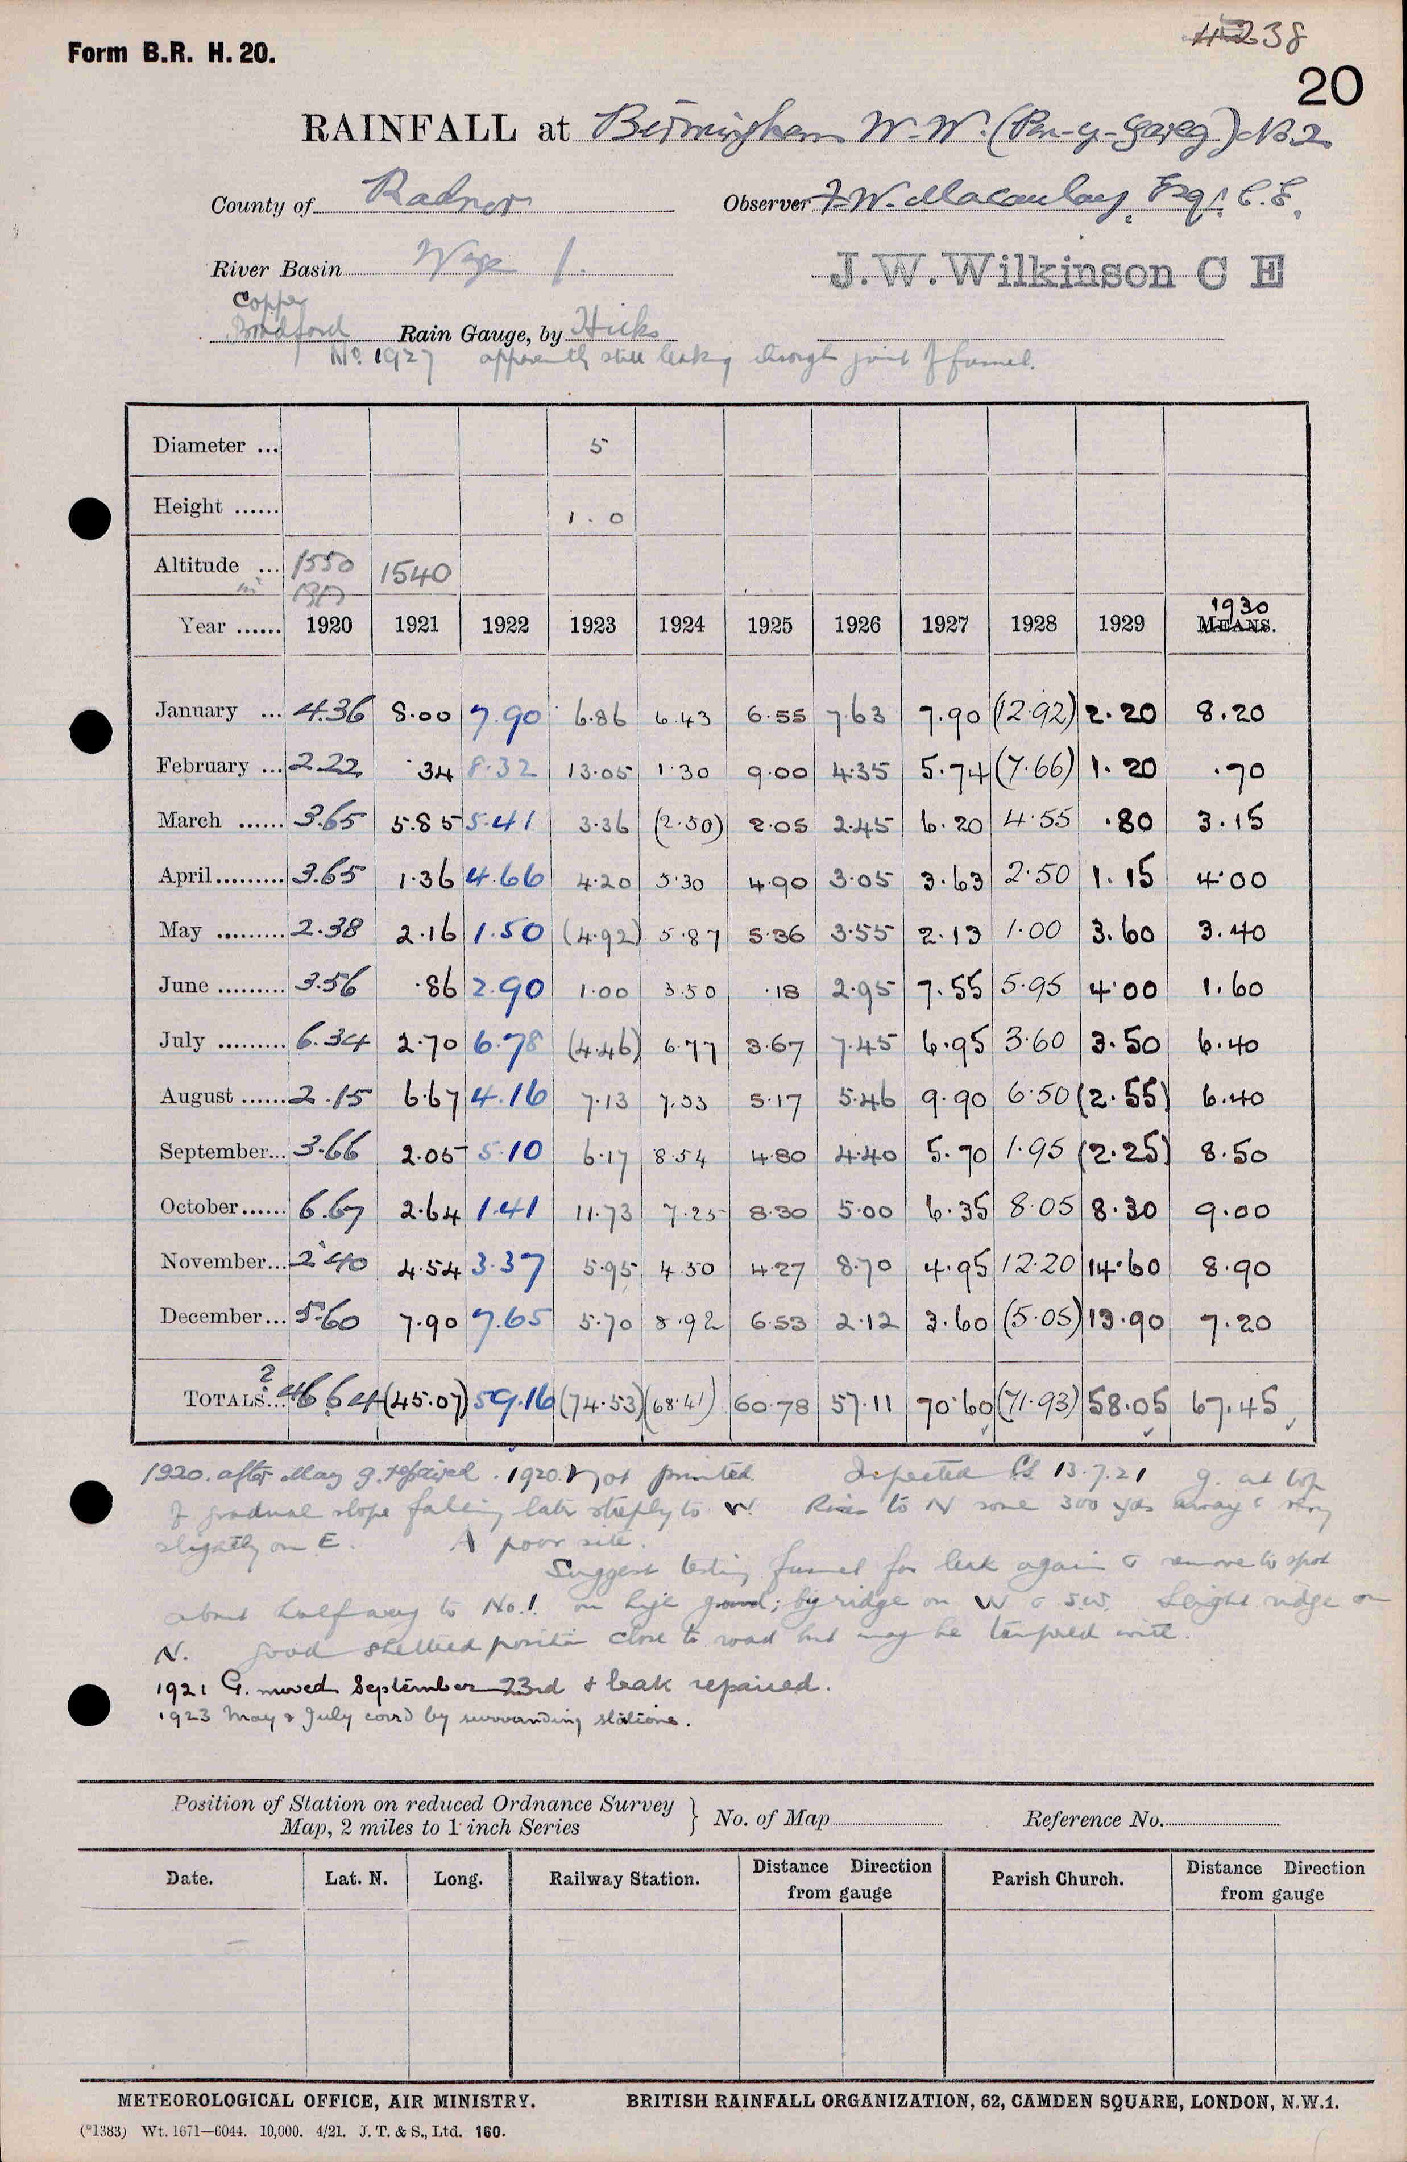 Form B.R. H. 20.
4238
20
RAINFALL at Birmingham W.W. (Pen-y-Gareg) No. 2
County of Radnor Observer F.W. Macaulay, Esq., C.E.
River Basin Wye 1. J. W. Wilkinson C E
Copper
Bradford Rain Gauge, by Hicks
No. 1927 apparently still leaking through joint of funnel.
Diameter ... 5
Height ...... 1.0
Altitude ... 1550 1540
Year ...... 1920 1921 1922 1923 1924 1925 1926 1927 1928 1929 1930 MEANS.
January ... 4.36 8.00 7.90 6.86 6.43 6.55 7.63 7.90 (12.92) 2.20 8.20
February ... 2.22 .34 8.32 13.05 1.30 9.00 4.35 5.74 (7.66) 1.20 .70
March ...... 3.65 5.85 5.41 3.36 (2.50) 2.05 2.45 6.20 4.55 .80 3.15
April ......... 3.65 1.36 4.66 4.20 5.30 4.90 3.05 3.63 2.50 1.15 4.00
May ......... 2.38 2.16 1.50 (4.92) 5.87 5.36 3.55 2.13 1.00 3.60 3.40
June ......... 3.56 .86 2.90 1.00 3.50 .18 2.95 7.55 5.95 4.00 1.60
July ......... 6.34 2.70 6.78 (4.46) 6.77 3.67 7.45 6.95 3.60 3.50 6.40
August ...... 2.15 6.67 4.16 7.13 7.53 5.17 5.46 9.90 6.50 (2.55) 6.40
September... 3.66 2.05 5.10 6.17 8.54 4.80 4.40 5.70 1.95 (2.25) 8.50
October...... 6.67 2.64 1.41 11.73 7.25 8.30 5.00 6.35 8.05 8.30 9.00
November... 2.40 4.54 3.37 5.95 4.50 4.27 8.70 4.95 12.20 14.60 8.90
December... 5.60 7.90 7.65 5.70 8.92 6.53 2.12 3.60 (5.05) 13.90 7.20
TOTALS... ? 46.64 (45.07) 59.16 (74.53) (68.41) 60.78 57.11 70.60 (71.93) 58.05 67.45
1920. after May g. repaired. 1920 Not printed. Inspected 13.7.21 g. at top
of gradual slope falling later steeply to W. Rises to N some 300 yds away & very
slightly on E. A poor site.
Suggest testing funnel for leak again & remove to spot
about half way to No. 1. on high ground; big ridge on W & S.W. Slight ridge on
N. Good sheltered position close to road but may be tampered with.
1921 G. moved September 23rd & leak repaired.
1923 May & July corrd by surrounding stations.
Position of Station on reduced Ordnance Survey
Map, 2 miles to 1 inch Series } No. of Map Reference No.
Date. Lat. N. Long. Railway Station. Distance Direction from gauge Parish Church. Distance Direction from gauge
METEOROLOGICAL OFFICE, AIR MINISTRY. BRITISH RAINFALL ORGANIZATION, 62, CAMDEN SQUARE, LONDON, N.W.1.
(*1383) Wt. 1671—6044. 10,000. 4/21. J. T. & S., Ltd. 160.